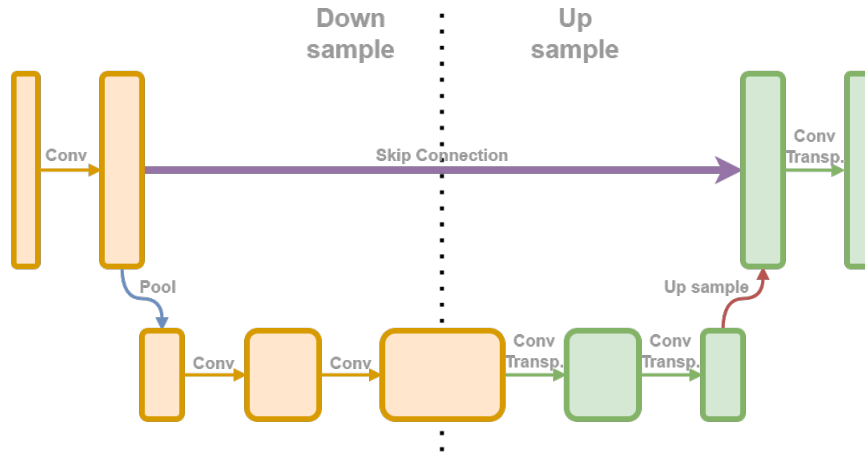 Down
sample
Up
sample
Conv
Skip Connection
Conv
Transp.
Pool
Up sample
Conv
Conv
Conv
Transp.
Conv
Transp.